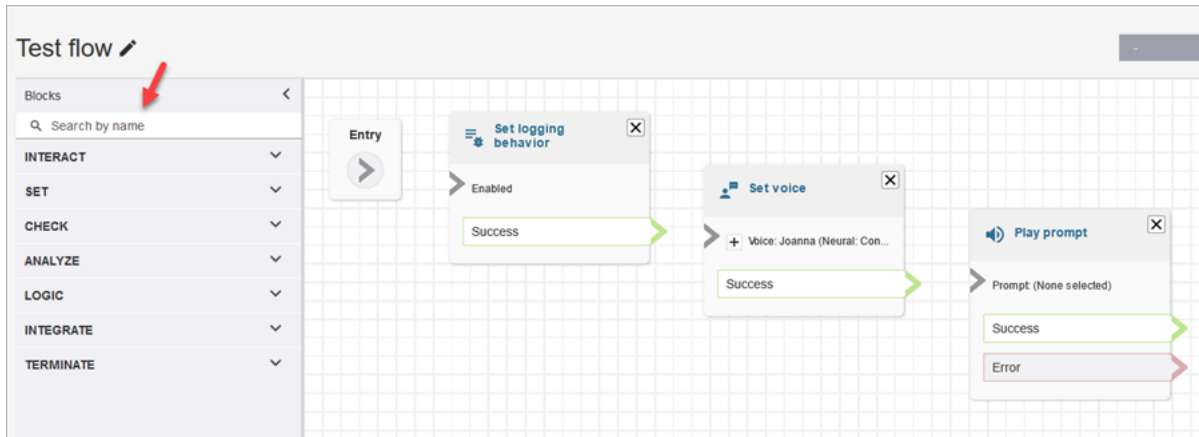 Test flow
-
Blocks
Search by name
INTERACT
SET
CHECK
ANALYZE
LOGIC
INTEGRATE
TERMINATE
Entry
Set logging
behavior
Enabled
Success
Set voice
Voice: Joanna (Neural: Con...
Success
Play prompt
Prompt: (None selected)
Success
Error